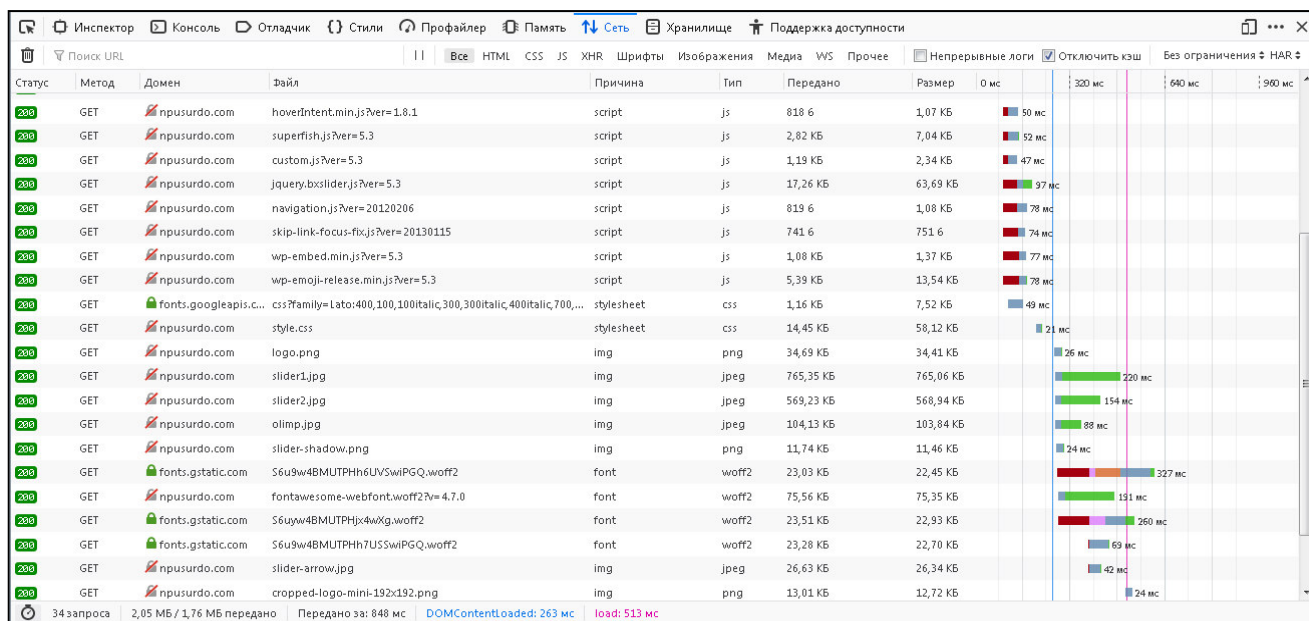 Инспектор Консоль Отладчик Стили Профайлер Память Сеть Хранилище Поддержка доступности
Поиск URL Все HTML CSS JS XHR Шрифты Изображения Медиа WS Прочее Непрерывные логи Отключить кэш Без ограничения HAR
Статус Метод Домен Файл Причина Тип Передано Размер 0 мс 320 мс 640 мс 960 мс
200 GET npusurdo.com hoverIntent.min.js?ver=1.8.1 script js 818 б 1,07 КБ 50 мс
200 GET npusurdo.com superfish.js?ver=5.3 script js 2,82 КБ 7,04 КБ 52 мс
200 GET npusurdo.com custom.js?ver=5.3 script js 1,19 КБ 2,34 КБ 47 мс
200 GET npusurdo.com jquery.bxslider.js?ver=5.3 script js 17,26 КБ 63,69 КБ 97 мс
200 GET npusurdo.com navigation.js?ver=20120206 script js 819 б 1,08 КБ 78 мс
200 GET npusurdo.com skip-link-focus-fix.js?ver=20130115 script js 741 б 751 б 74 мс
200 GET npusurdo.com wp-embed.min.js?ver=5.3 script js 1,08 КБ 1,37 КБ 77 мс
200 GET npusurdo.com wp-emoji-release.min.js?ver=5.3 script js 5,39 КБ 13,54 КБ 78 мс
200 GET fonts.googleapis.c... css?family=Lato:400,100,100italic,300,300italic,400italic,700,... stylesheet css 1,16 КБ 7,52 КБ 49 мс
200 GET npusurdo.com style.css stylesheet css 14,45 КБ 58,12 КБ 21 мс
200 GET npusurdo.com logo.png img png 34,69 КБ 34,41 КБ 26 мс
200 GET npusurdo.com slider1.jpg img jpeg 765,35 КБ 765,06 КБ 220 мс
200 GET npusurdo.com slider2.jpg img jpeg 569,23 КБ 568,94 КБ 154 мс
200 GET npusurdo.com olimp.jpg img jpeg 104,13 КБ 103,84 КБ 88 мс
200 GET npusurdo.com slider-shadow.png img png 11,74 КБ 11,46 КБ 24 мс
200 GET fonts.gstatic.com S6u9w4BMUTPHh6UVSwiPGQ.woff2 font woff2 23,03 КБ 22,45 КБ 327 мс
200 GET npusurdo.com fontawesome-webfont.woff2?v=4.7.0 font woff2 75,56 КБ 75,35 КБ 191 мс
200 GET fonts.gstatic.com S6uyw4BMUTPHjx4wXg.woff2 font woff2 23,51 КБ 22,93 КБ 260 мс
200 GET fonts.gstatic.com S6u9w4BMUTPHh7USSwiPGQ.woff2 font woff2 23,28 КБ 22,70 КБ 69 мс
200 GET npusurdo.com slider-arrow.jpg img jpeg 26,63 КБ 26,34 КБ 42 мс
200 GET npusurdo.com cropped-logo-mini-192x192.png img png 13,01 КБ 12,72 КБ 24 мс
34 запроса 2,05 МБ / 1,76 МБ передано Передано за: 848 мс DOMContentLoaded: 263 мс load: 513 мс